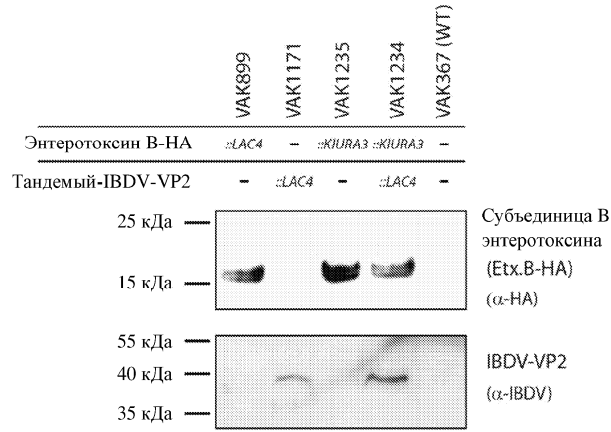 VAK899 VAK1171 VAK1235 VAK1234 VAK367 (WT)
Энтеротоксин В-НА ::LAC4 – ::KlURA3 ::KlURA3 –
Тандемый-IBDV-VP2 – ::LAC4 – ::LAC4 –
25 кДа
15 кДа
Субъединица В
энтеротоксина
(Etx.B-HA)
(α-HA)
55 кДа
40 кДа
35 кДа
IBDV-VP2
(α-IBDV)